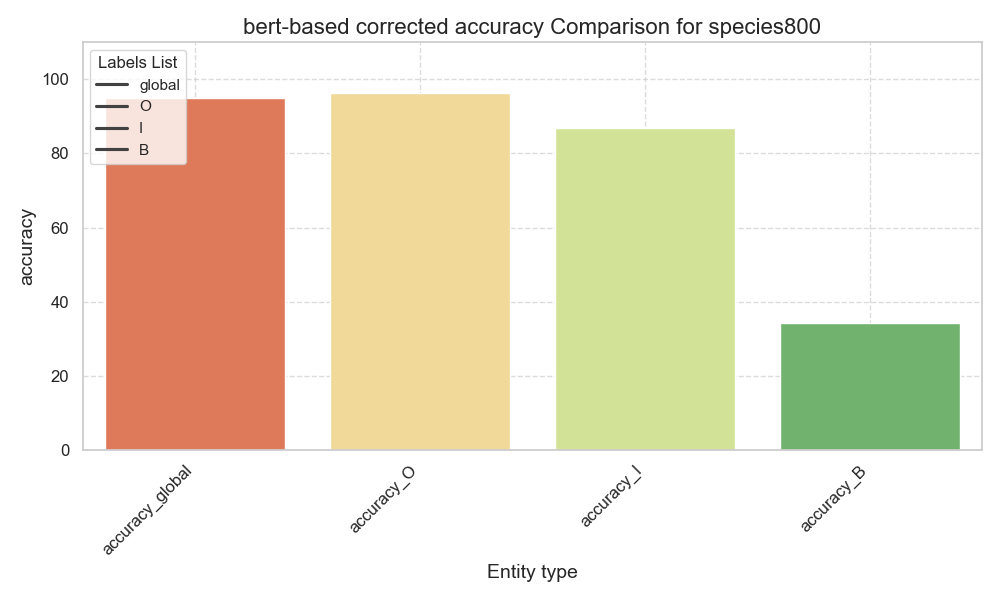 bert-based corrected accuracy Comparison for species800
Labels List
global
O
I
B
100
80
60
40
20
0
accuracy
accuracy_global
accuracy_O
accuracy_I
accuracy_B
Entity type